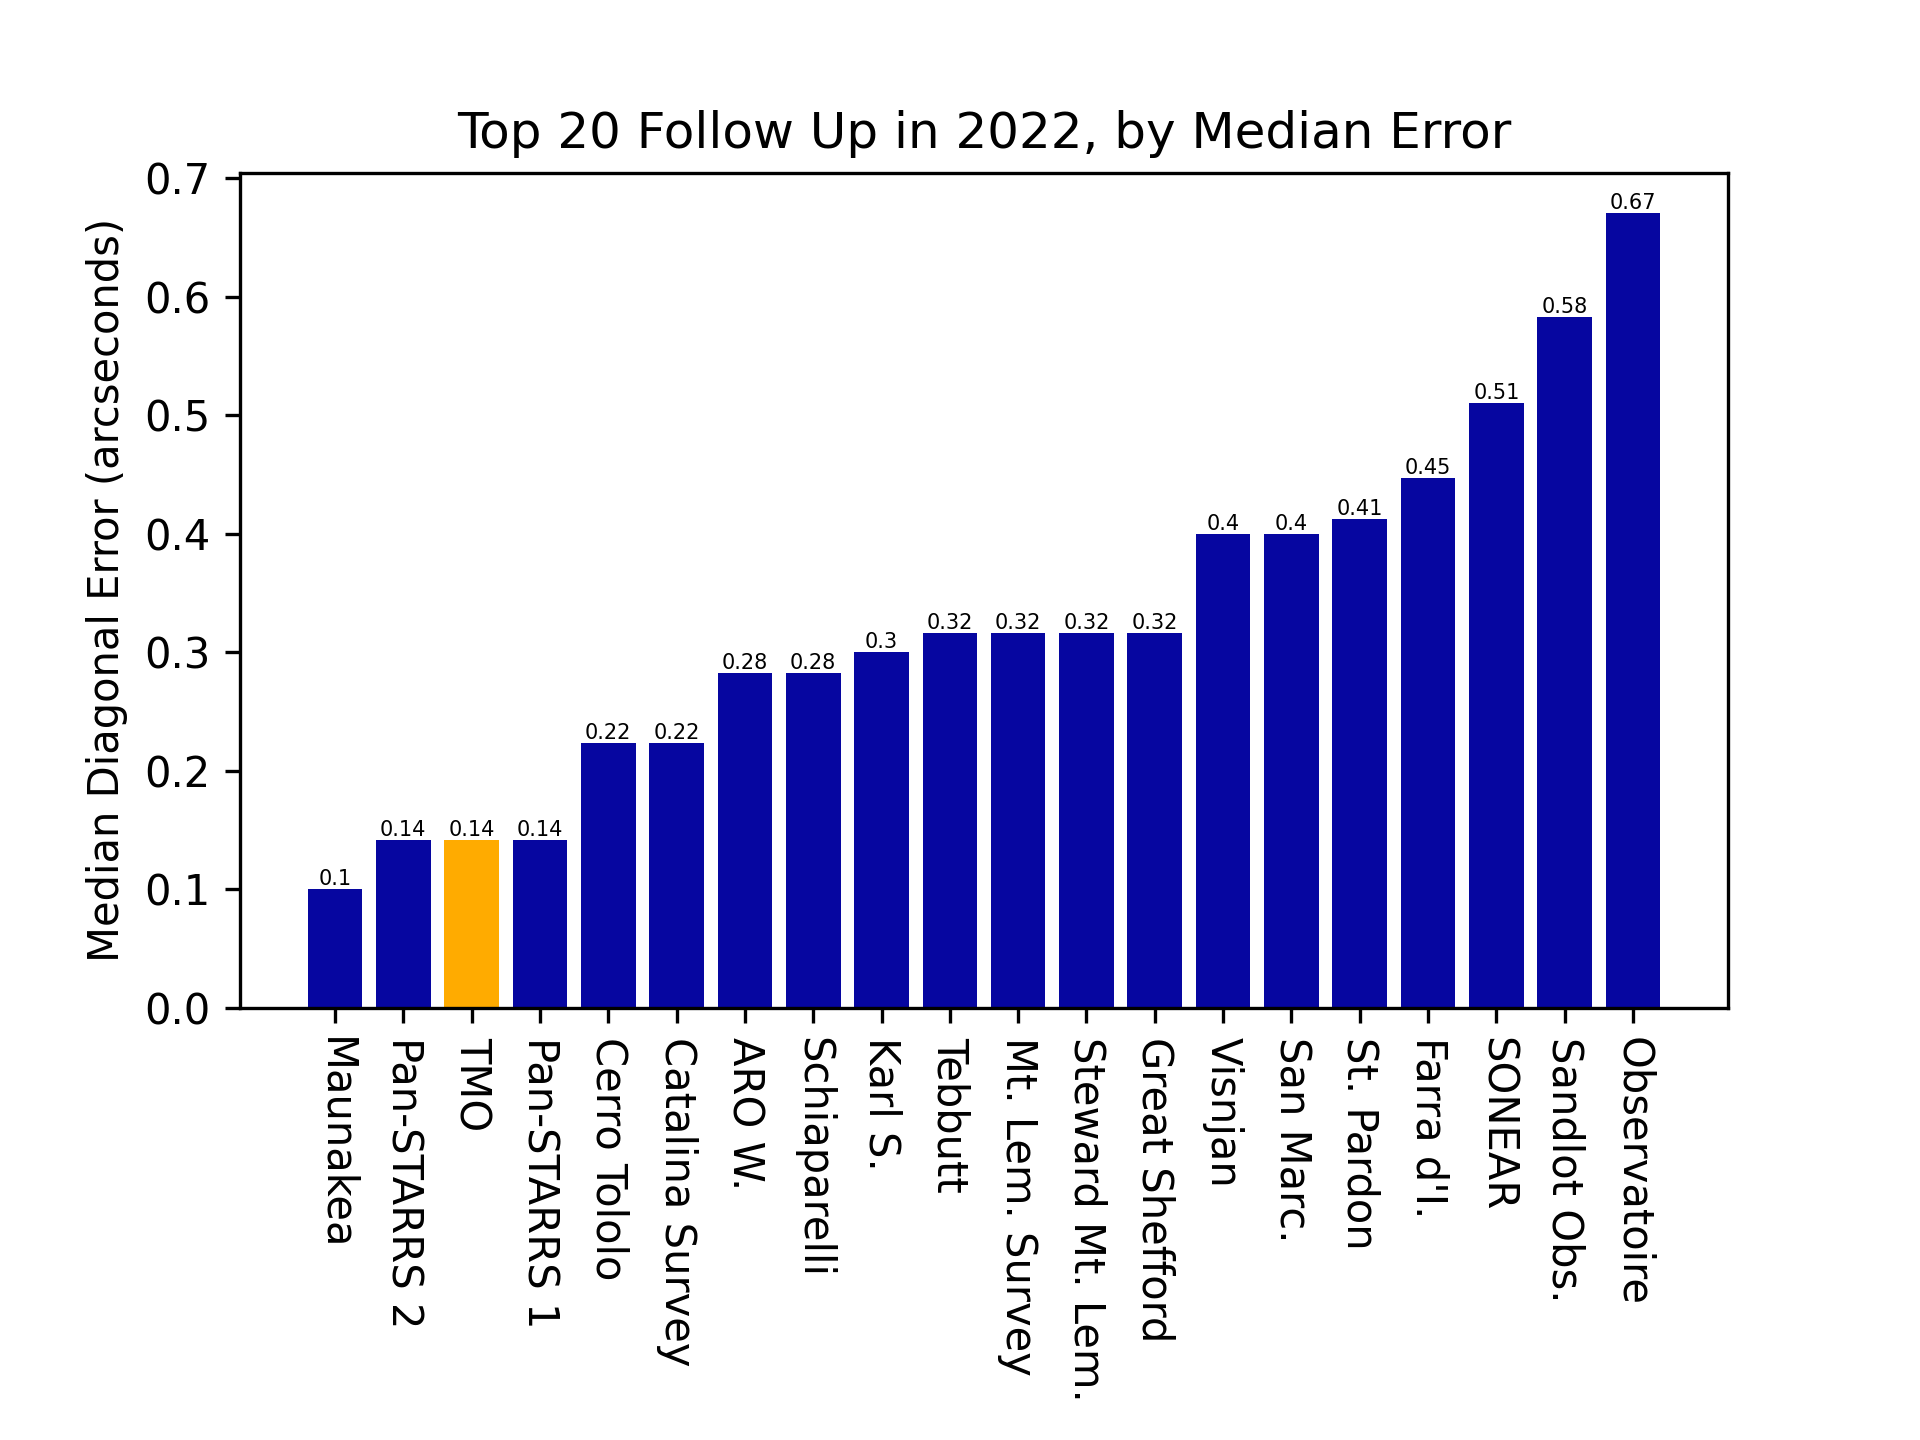 Top 20 Follow Up in 2022, by Median Error
Median Diagonal Error (arcseconds)
0.7
0.6
0.5
0.4
0.3
0.2
0.1
0.0
0.1
0.14
0.14
0.14
0.22
0.22
0.28
0.28
0.3
0.32
0.32
0.32
0.32
0.4
0.4
0.41
0.45
0.51
0.58
0.67
Maunakea
Pan-STARRS 2
TMO
Pan-STARRS 1
Cerro Tololo
Catalina Survey
ARO W.
Schiaparelli
Karl S.
Tebbutt
Mt. Lem. Survey
Steward Mt. Lem.
Great Shefford
Visnjan
San Marc.
St. Pardon
Farra d'I.
SONEAR
Sandlot Obs.
Observatoire